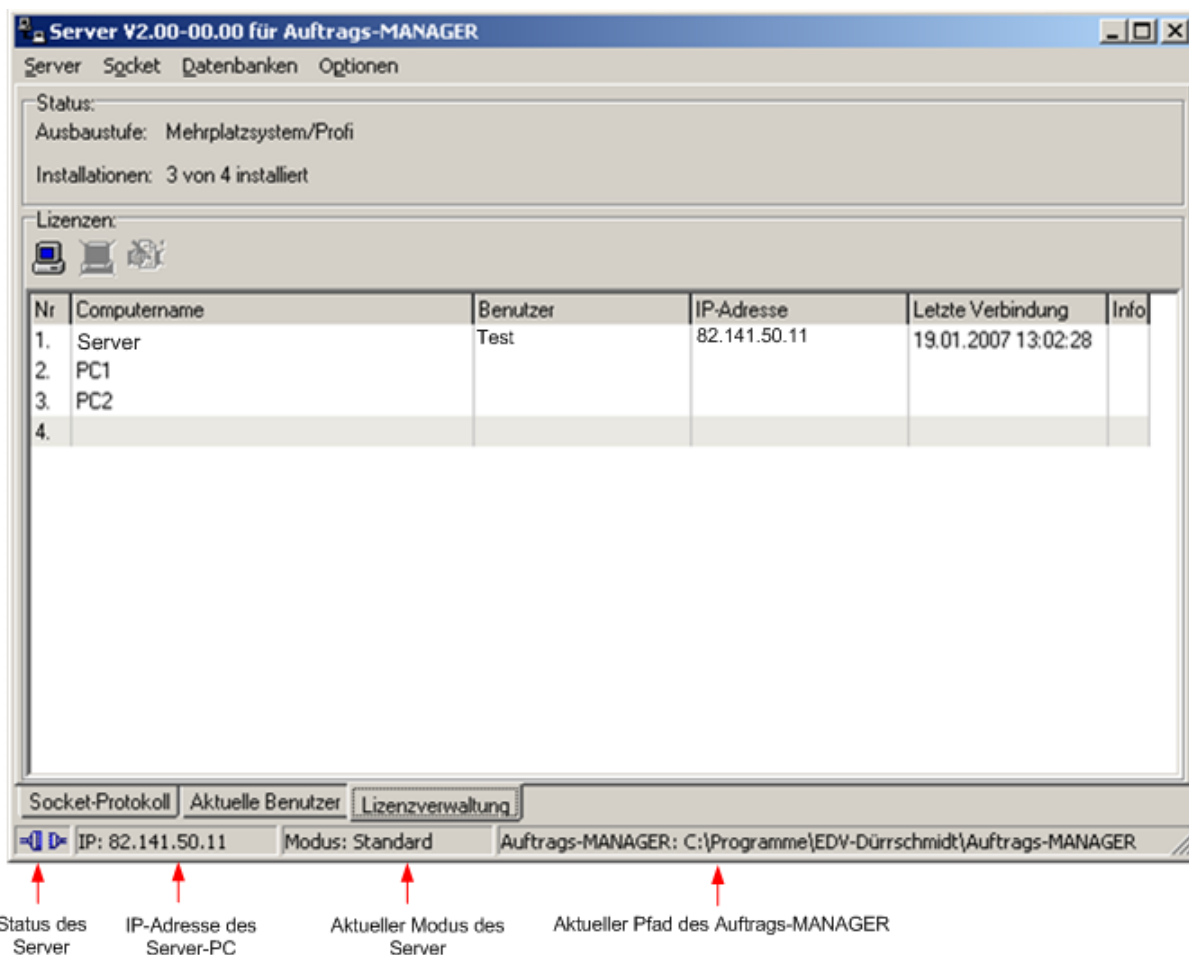 Server V2.00-00.00 für Auftrags-MANAGER
Server Socket Datenbanken Optionen
Status:
Ausbaustufe: Mehrplatzsystem/Profi
Installationen: 3 von 4 installiert
Lizenzen:
Nr Computername Benutzer IP-Adresse Letzte Verbindung Info
1. Server Test 82.141.50.11 19.01.2007 13:02:28
2. PC1
3. PC2
4.
Socket-Protokoll Aktuelle Benutzer Lizenzverwaltung
IP: 82.141.50.11 Modus: Standard Auftrags-MANAGER: C:\Programme\EDV-Dürrschmidt\Auftrags-MANAGER
Status des Server
IP-Adresse des Server-PC
Aktueller Modus des Server
Aktueller Pfad des Auftrags-MANAGER